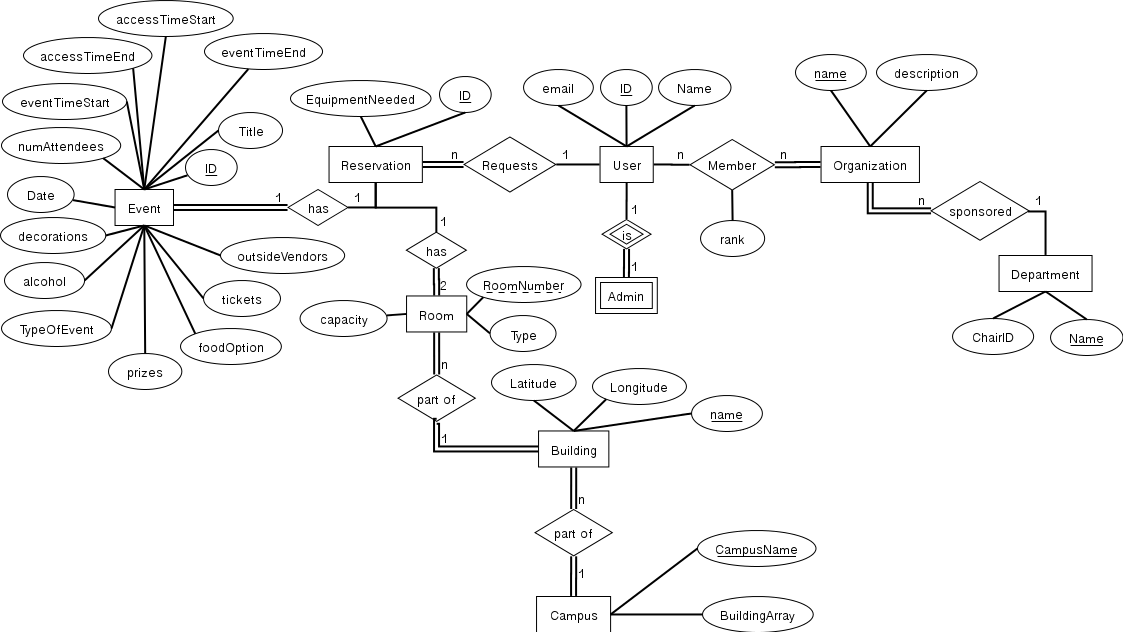 accessTimeStart
accessTimeEnd
eventTimeEnd
eventTimeStart
Title
numAttendees
ID
Date
Event
decorations
outsideVendors
alcohol
tickets
TypeOfEvent
foodOption
prizes
1
has
1
EquipmentNeeded
ID
Reservation
n
Requests
1
email
ID
Name
User
n
Member
n
rank
name
description
Organization
n
sponsored
1
Department
ChairID
Name
1
is
1
Admin
1
has
2
RoomNumber
capacity
Room
Type
n
part of
1
Latitude
Longitude
name
Building
n
part of
1
CampusName
Campus
BuildingArray